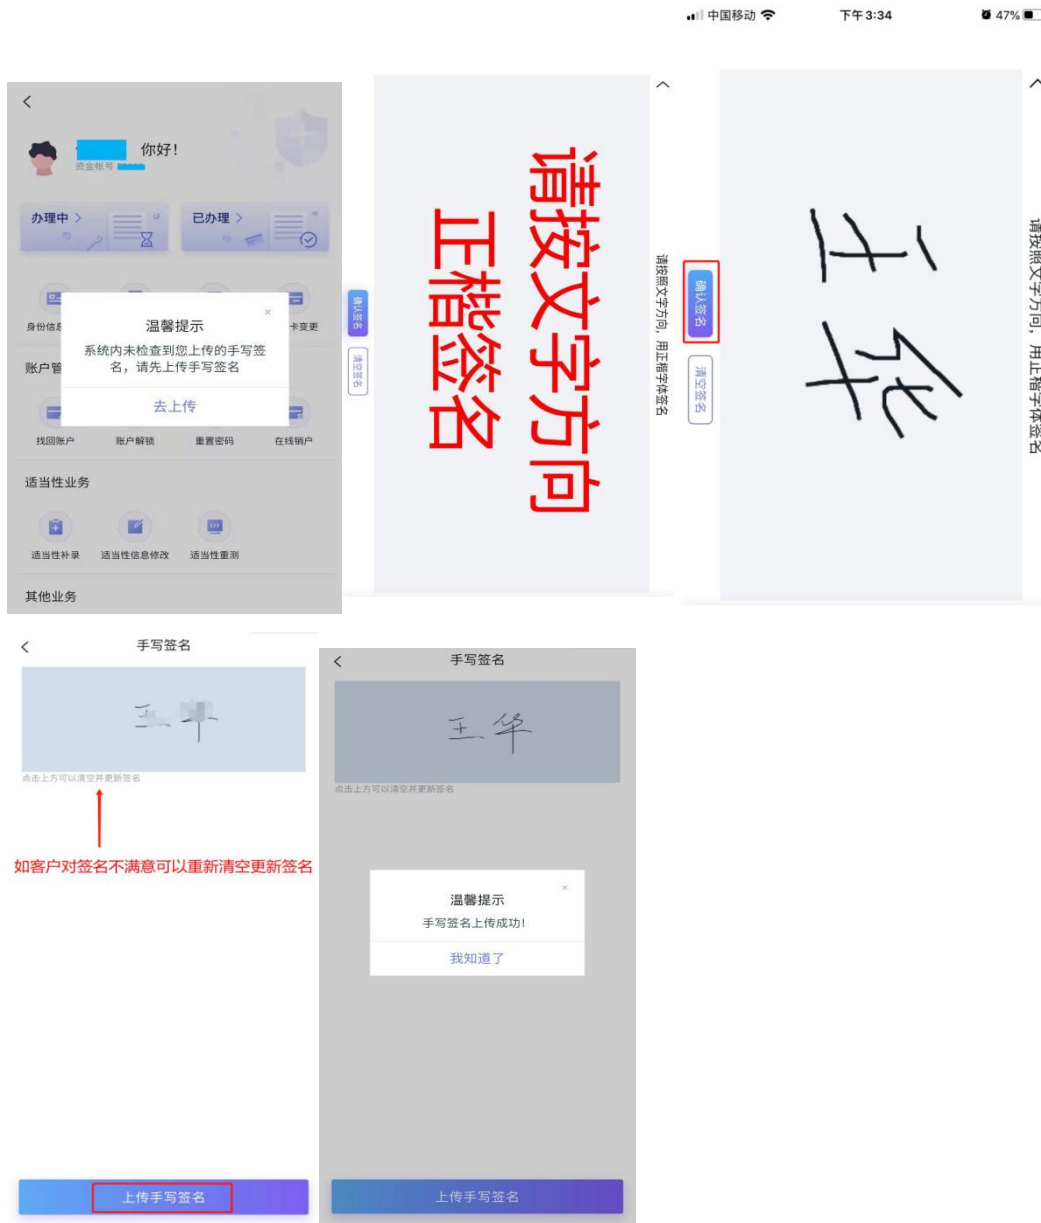 中国移动
下午3:34
47%
你好！
资金帐号
办理中
已办理
身份信息
卡变更
温馨提示
×
系统内未检查到您上传的手写签
名，请先上传手写签名
去上传
账户管
找回账户
账户解锁
重置密码
在线销户
适当性业务
适当性补录
适当性信息修改
适当性重测
其他业务
请按照文字方向，用正楷字体签名
请按文字方向
正楷签名
确认签名
清空签名
请按照文字方向，用正楷字体签名
王华
确认签名
清空签名
手写签名
点击上方可以清空并更新签名
如客户对签名不满意可以重新清空更新签名
上传手写签名
手写签名
王华
点击上方可以清空并更新签名
温馨提示
×
手写签名上传成功！
我知道了
上传手写签名